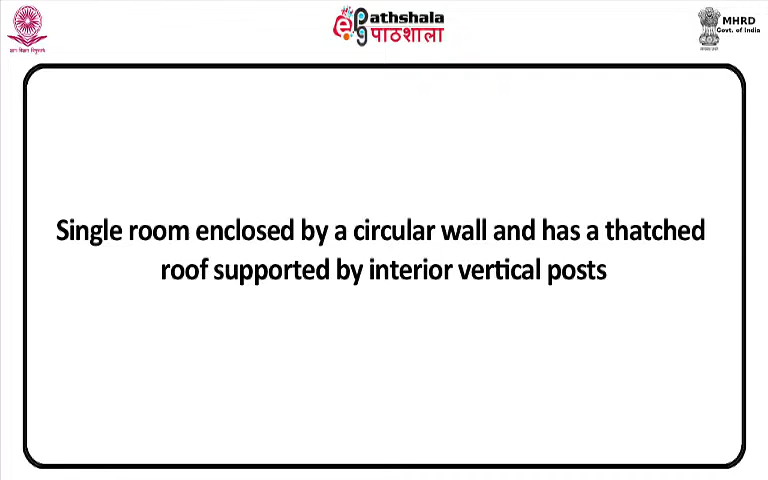 ePG Pathshala
पाठशाला
MHRD
Govt. of India
Single room enclosed by a circular wall and has a thatched
roof supported by interior vertical posts